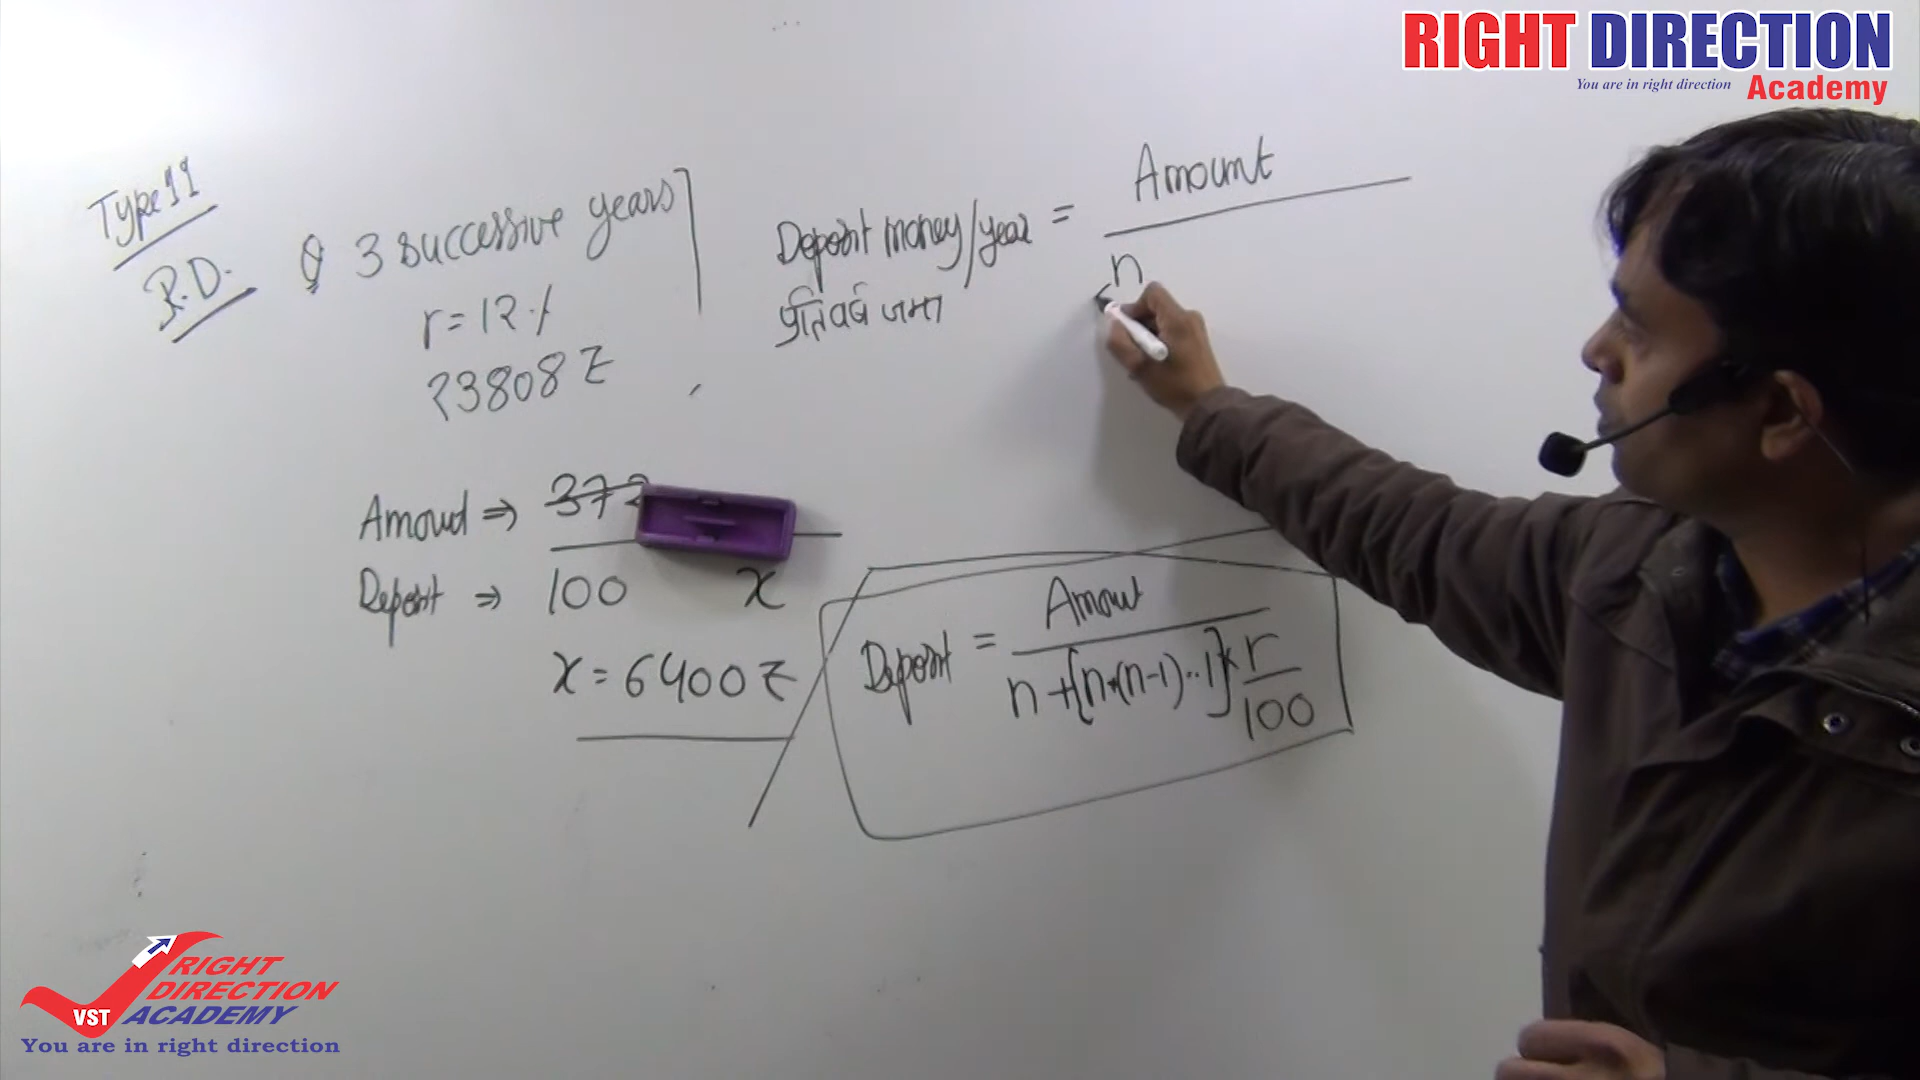 RIGHT DIRECTION
You are in right direction Academy
Type 11
R.D.
Q 3 successive years
r = 12 %
23808 ₹
Amount ⇒ 372
Deposit ⇒ 100 x
x = 6400 ₹
Deposit money/year = Amount
n
प्रतिवर्ष जमा
Deposit = Amount
n+[n+(n-1)..1]× r
100
RIGHT
DIRECTION
VST ACADEMY
You are in right direction